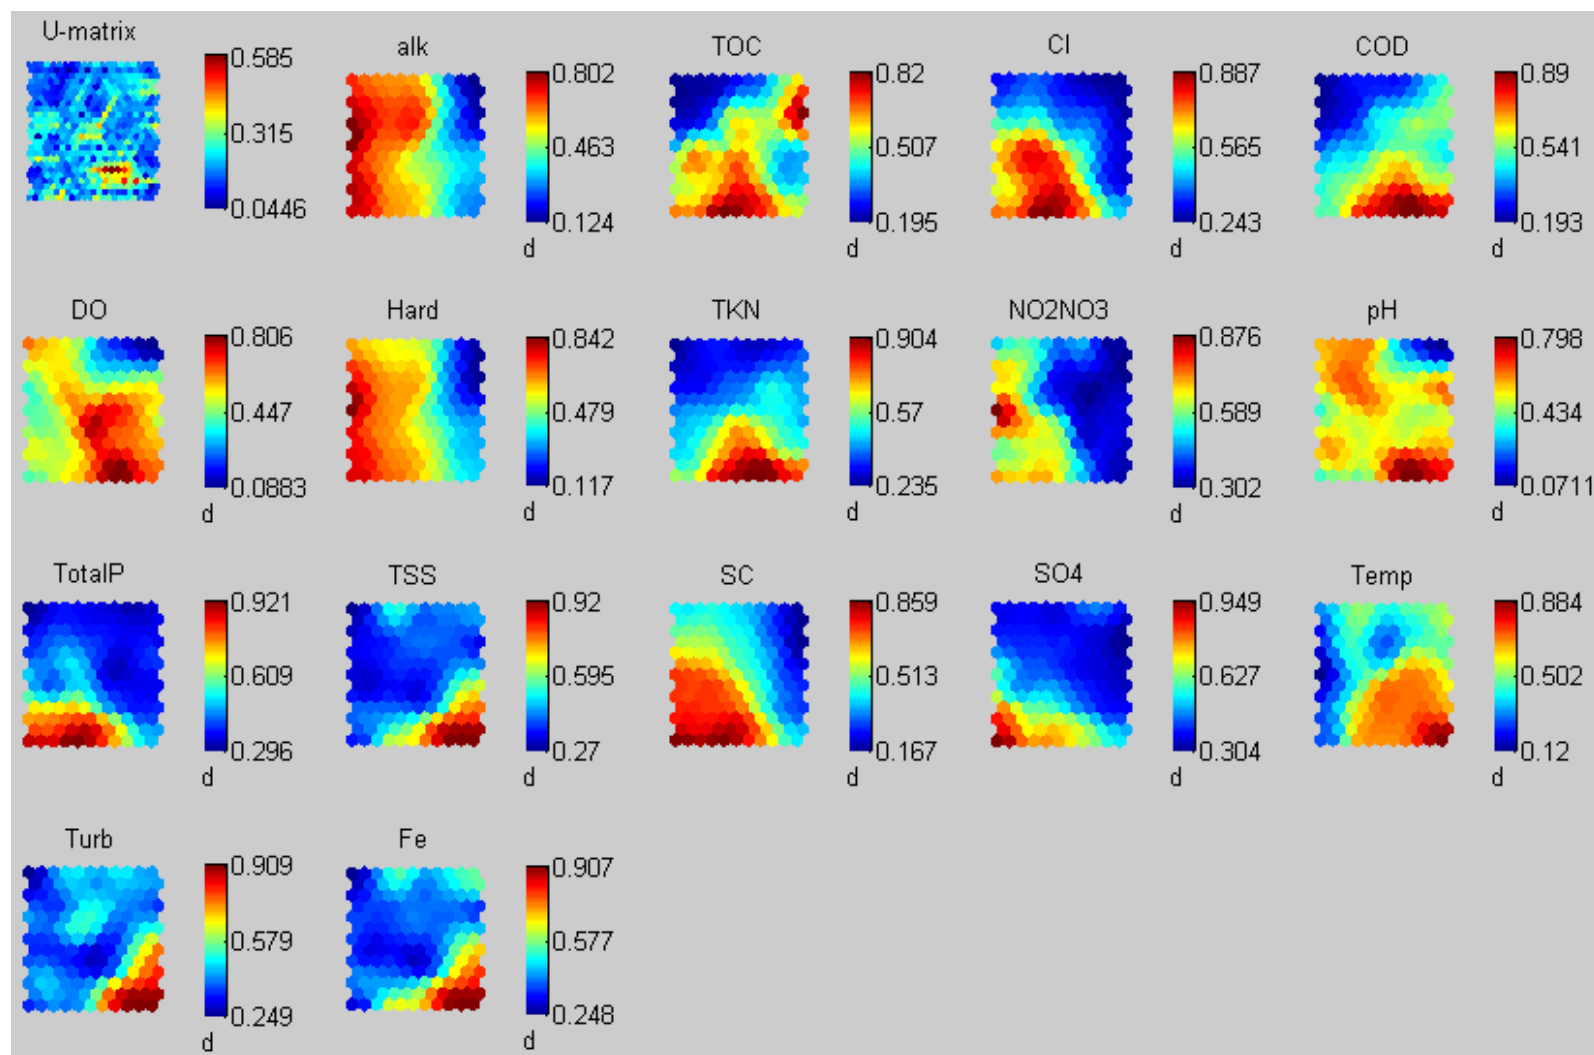 U-matrix
0.585
0.315
0.0446
alk
0.802
0.463
0.124
d
TOC
0.82
0.507
0.195
d
Cl
0.887
0.565
0.243
d
COD
0.89
0.541
0.193
d
DO
0.806
0.447
0.0883
d
Hard
0.842
0.479
0.117
d
TKN
0.904
0.57
0.235
d
NO2NO3
0.876
0.589
0.302
d
pH
0.798
0.434
0.0711
d
TotalP
0.921
0.609
0.296
d
TSS
0.92
0.595
0.27
d
SC
0.859
0.513
0.167
d
SO4
0.949
0.627
0.304
d
Temp
0.884
0.502
0.12
d
Turb
0.909
0.579
0.249
d
Fe
0.907
0.577
0.248
d